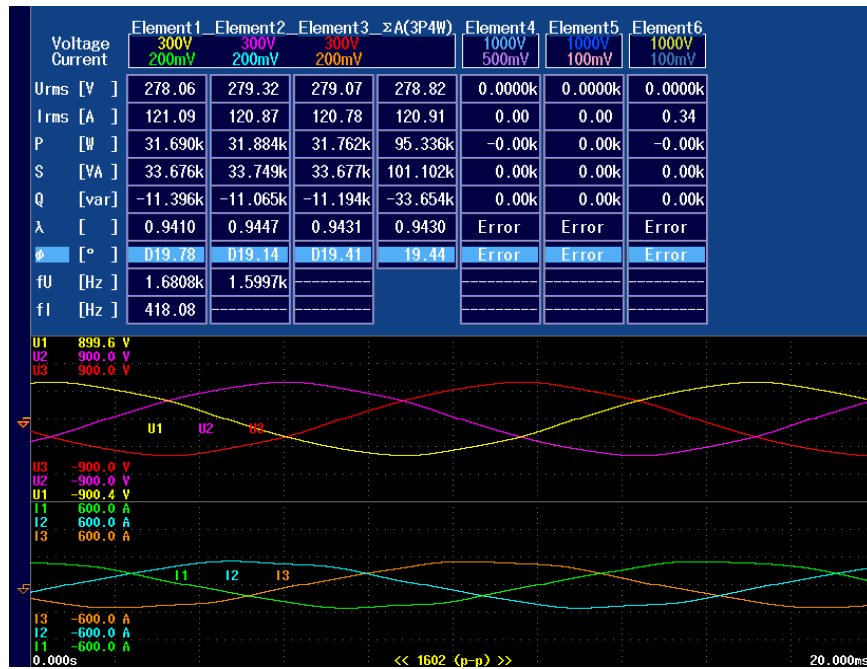 Element1 Element2 Element3 ΣA(3P4W) Element4 Element5 Element6
Voltage 300V 300V 300V 1000V 1000V 1000V
Current 200mV 200mV 200mV 500mV 100mV 100mV
Urms [V ] 278.06 279.32 279.07 278.82 0.0000k 0.0000k 0.0000k
Irms [A ] 121.09 120.87 120.78 120.91 0.00 0.00 0.34
P [W ] 31.690k 31.884k 31.762k 95.336k -0.00k 0.00k -0.00k
S [VA ] 33.676k 33.749k 33.677k 101.102k 0.00k 0.00k 0.00k
Q [var] -11.396k -11.065k -11.194k -33.654k 0.00k 0.00k 0.00k
λ [ ] 0.9410 0.9447 0.9431 0.9430 Error Error Error
ø [° ] D19.78 D19.14 D19.41 19.44 Error Error Error
fU [Hz ] 1.6808k 1.5997k -------- -------- -------- --------
fI [Hz ] 418.08 -------- -------- -------- -------- --------
U1 899.6 V
U2 900.0 V
U3 900.0 V
U1 U2 U3
U3 -900.0 V
U2 -900.0 V
U1 -900.4 V
I1 600.0 A
I2 600.0 A
I3 600.0 A
I1 I2 I3
I3 -600.0 A
I2 -600.0 A
I1 -600.0 A
0.000s << 1602 (p-p) >> 20.000ms